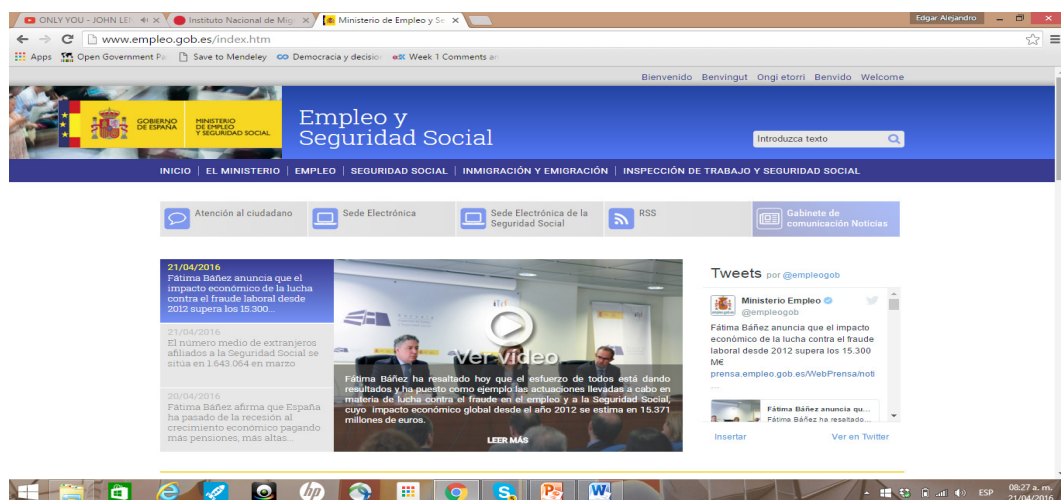 ONLY YOU - JOHN LEN
Instituto Nacional de Mig
Ministerio de Empleo y Se
Edgar Alejandro
www.empleo.gob.es/index.htm
Apps
Open Government Pa
Save to Mendeley
Democracia y decisio
Week 1 Comments an
Bienvenido Benvingut Ongi etorri Benvido Welcome
GOBIERNO
DE ESPAÑA
MINISTERIO
DE EMPLEO
Y SEGURIDAD SOCIAL
Empleo y
Seguridad Social
Introduzca texto
INICIO | EL MINISTERIO | EMPLEO | SEGURIDAD SOCIAL | INMIGRACIÓN Y EMIGRACIÓN | INSPECCIÓN DE TRABAJO Y SEGURIDAD SOCIAL
Atención al ciudadano
Sede Electrónica
Sede Electrónica de la
Seguridad Social
RSS
Gabinete de
comunicación Noticias
21/04/2016
Fátima Báñez anuncia que el
impacto económico de la lucha
contra el fraude laboral desde
2012 supera los 15.300...
21/04/2016
El número medio de extranjeros
afiliados a la Seguridad Social se
sitúa en 1.643.064 en marzo
20/04/2016
Fátima Báñez afirma que España
ha pasado de la recesión al
crecimiento económico pagando
más pensiones, más altas...
Ver vídeo
Fátima Báñez ha resaltado hoy que el esfuerzo de todos está dando
resultados y ha puesto como ejemplo las actuaciones llevadas a cabo en
materia de lucha contra el fraude en el empleo y a la Seguridad Social,
cuyo impacto económico global desde el año 2012 se estima en 15.371
millones de euros.
LEER MÁS
Tweets por @empleogob
Ministerio Empleo
@empleogob
Fátima Báñez anuncia que el impacto
económico de la lucha contra el fraude
laboral desde 2012 supera los 15.300
M€
prensa.empleo.gob.es/WebPrensa/noti
...
Fátima Báñez anuncia qu...
Fátima Báñez ha resaltado...
Insertar
Ver en Twitter
ESP
08:27 a. m.
21/04/2016